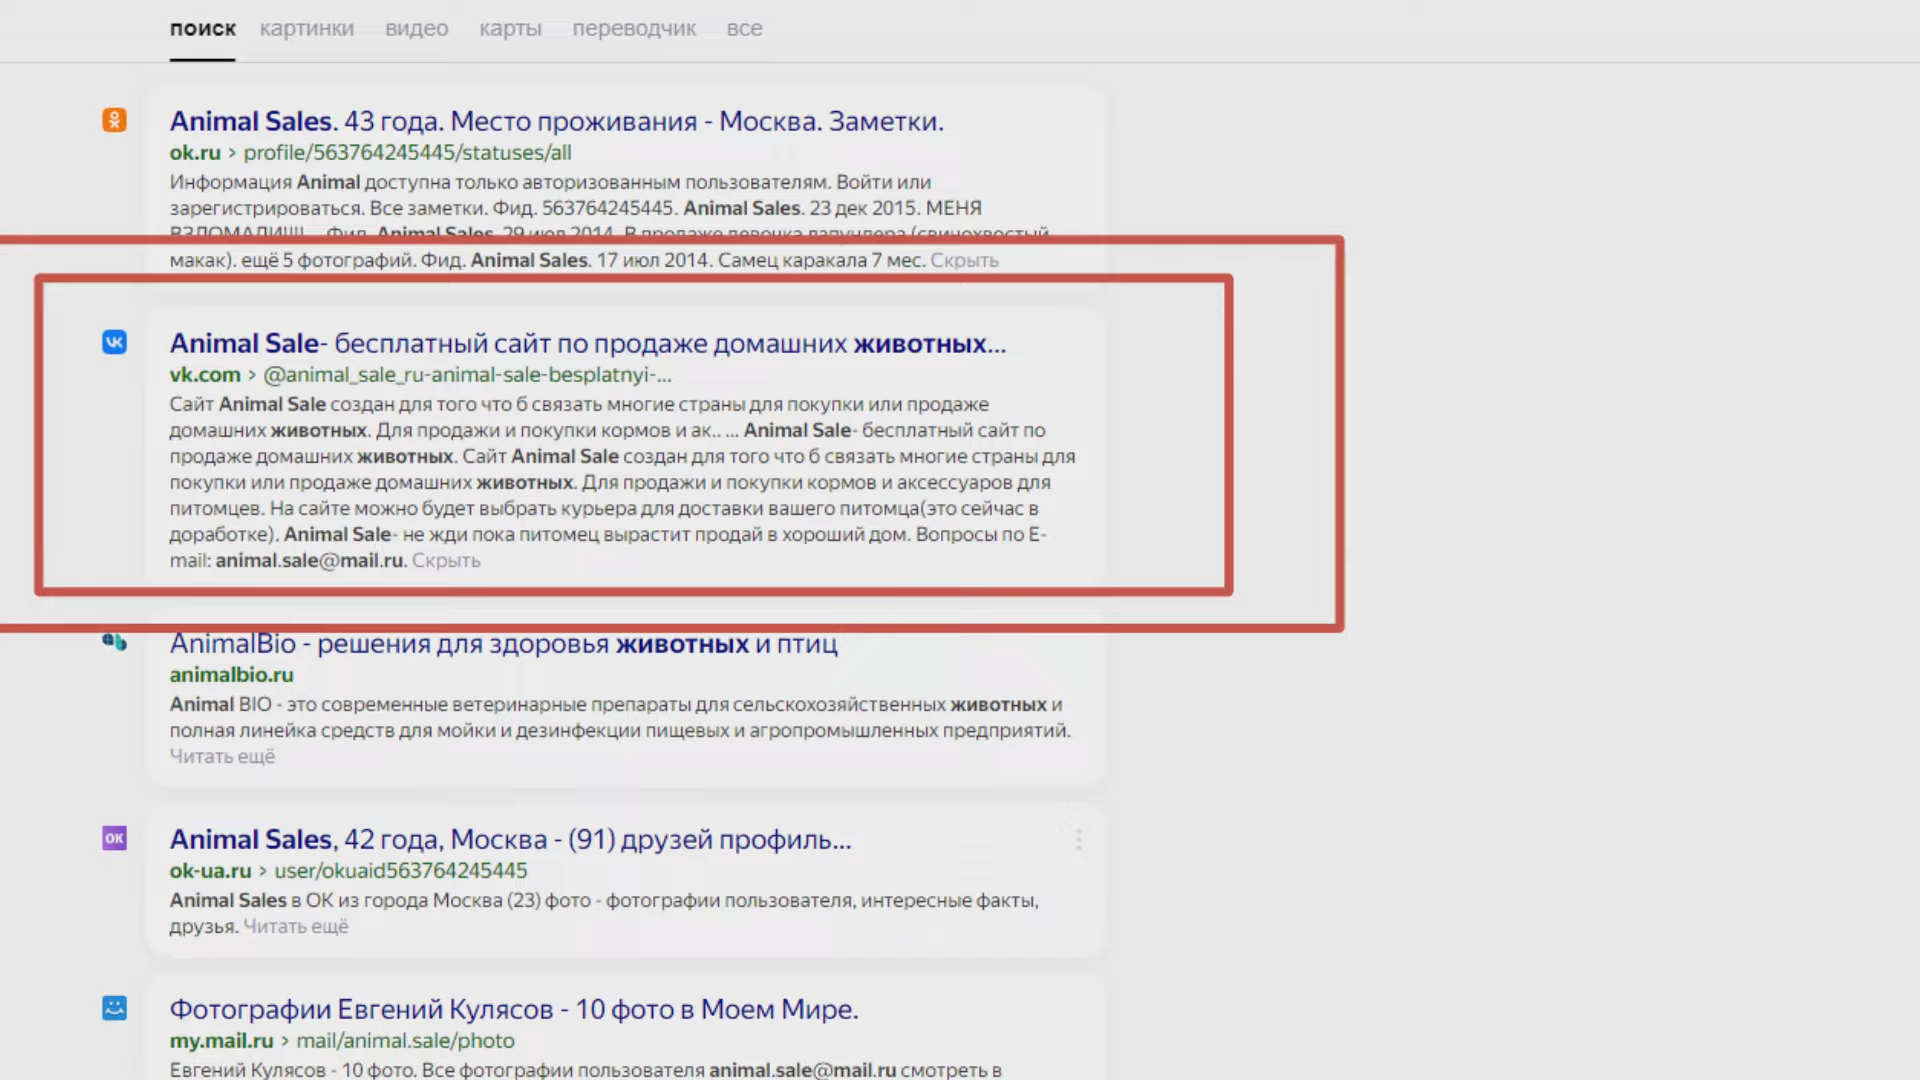 поиск картинки видео карты переводчик все
Animal Sales. 43 года. Место проживания - Москва. Заметки.
ok.ru > profile/563764245445/statuses/all
Информация Animal доступна только авторизованным пользователям. Войти или
зарегистрироваться. Все заметки. Фид. 563764245445. Animal Sales. 23 дек 2015. МЕНЯ
ВЗЛОМАЛИ!!! ... Фид. Animal Sales. 29 июл 2014. В продаже девочка лапундера (свинохвостый
макак). ещё 5 фотографий. Фид. Animal Sales. 17 июл 2014. Самец каракала 7 мес. Скрыть
Animal Sale- бесплатный сайт по продаже домашних животных...
vk.com > @animal_sale_ru-animal-sale-besplatnyi-...
Сайт Animal Sale создан для того что б связать многие страны для покупки или продаже
домашних животных. Для продажи и покупки кормов и ак.. ... Animal Sale- бесплатный сайт по
продаже домашних животных. Сайт Animal Sale создан для того что б связать многие страны для
покупки или продаже домашних животных. Для продажи и покупки кормов и аксессуаров для
питомцев. На сайте можно будет выбрать курьера для доставки вашего питомца(это сейчас в
доработке). Animal Sale- не жди пока питомец вырастит продай в хороший дом. Вопросы по E-
mail: animal.sale@mail.ru. Скрыть
AnimalBio - решения для здоровья животных и птиц
animalbio.ru
Animal BIO - это современные ветеринарные препараты для сельскохозяйственных животных и
полная линейка средств для мойки и дезинфекции пищевых и агропромышленных предприятий.
Читать ещё
ОК
Animal Sales, 42 года, Москва - (91) друзей профиль...
ok-ua.ru > user/okuaid563764245445
Animal Sales в ОК из города Москва (23) фото - фотографии пользователя, интересные факты,
друзья. Читать ещё
Фотографии Евгений Кулясов - 10 фото в Моем Мире.
my.mail.ru > mail/animal.sale/photo
Евгений Кулясов - 10 фото. Все фотографии пользователя animal.sale@mail.ru смотреть в